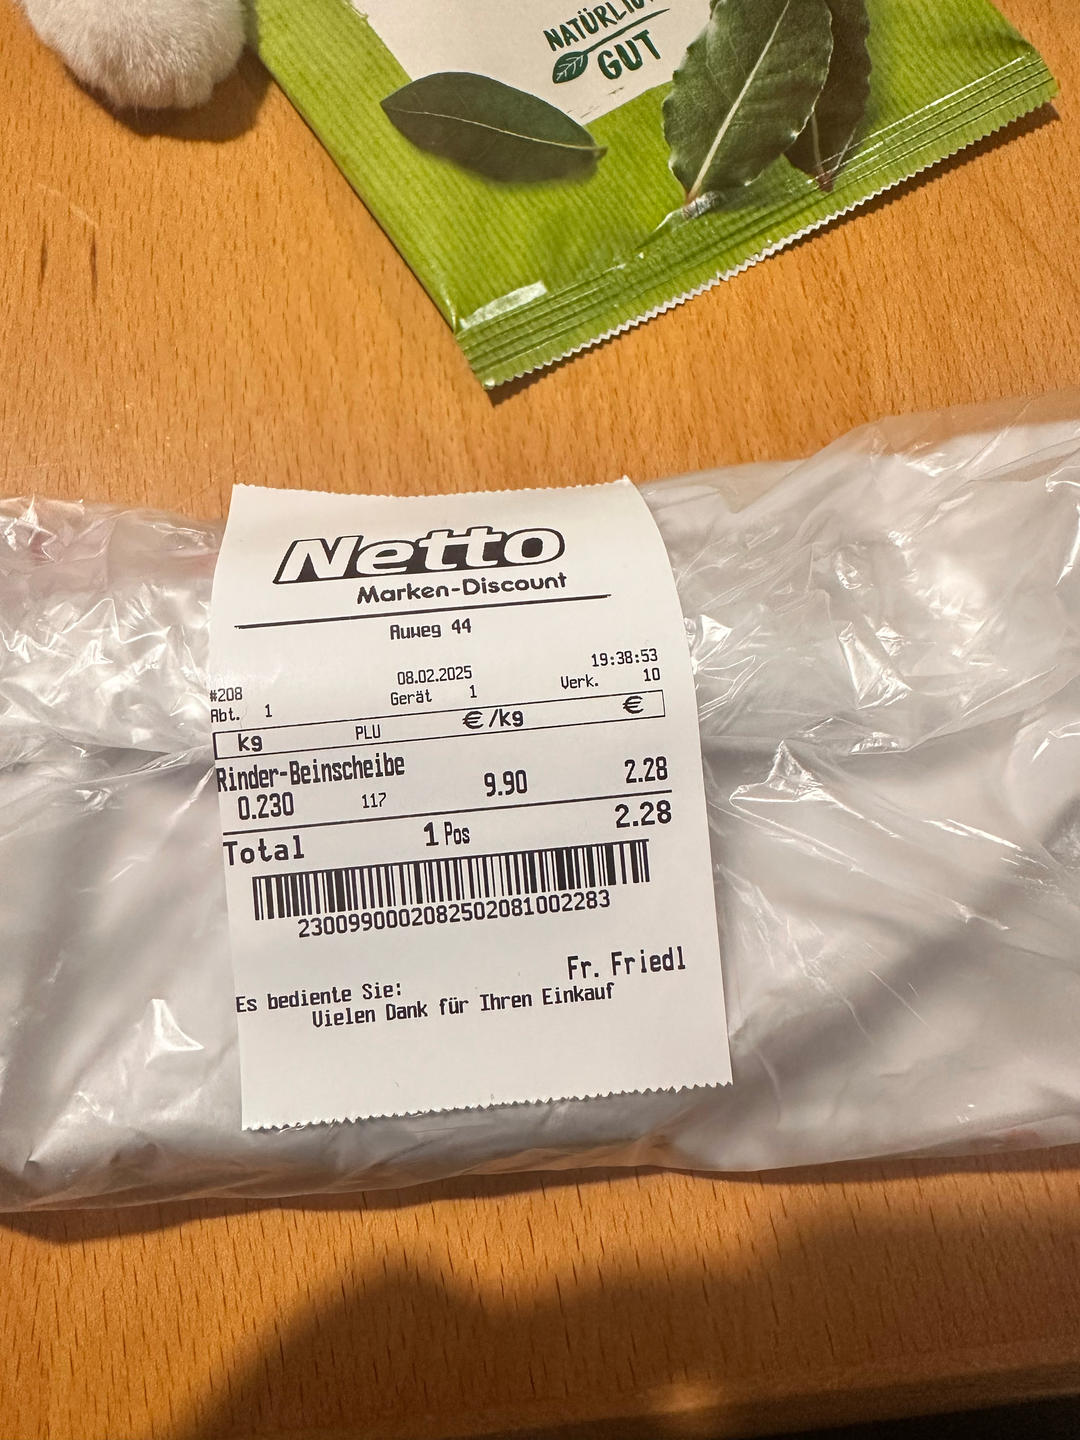 NATÜRLICH
GUT
Netto
Marken-Discount
Auweg 44
#208 08.02.2025 19:38:53
Abt. 1 Gerät 1 Verk. 10
kg PLU €/kg €
Rinder-Beinscheibe
0.230 117 9.90 2.28
Total 1 Pos 2.28
2300990002082502081002283
Es bediente Sie: Fr. Friedl
Vielen Dank für Ihren Einkauf